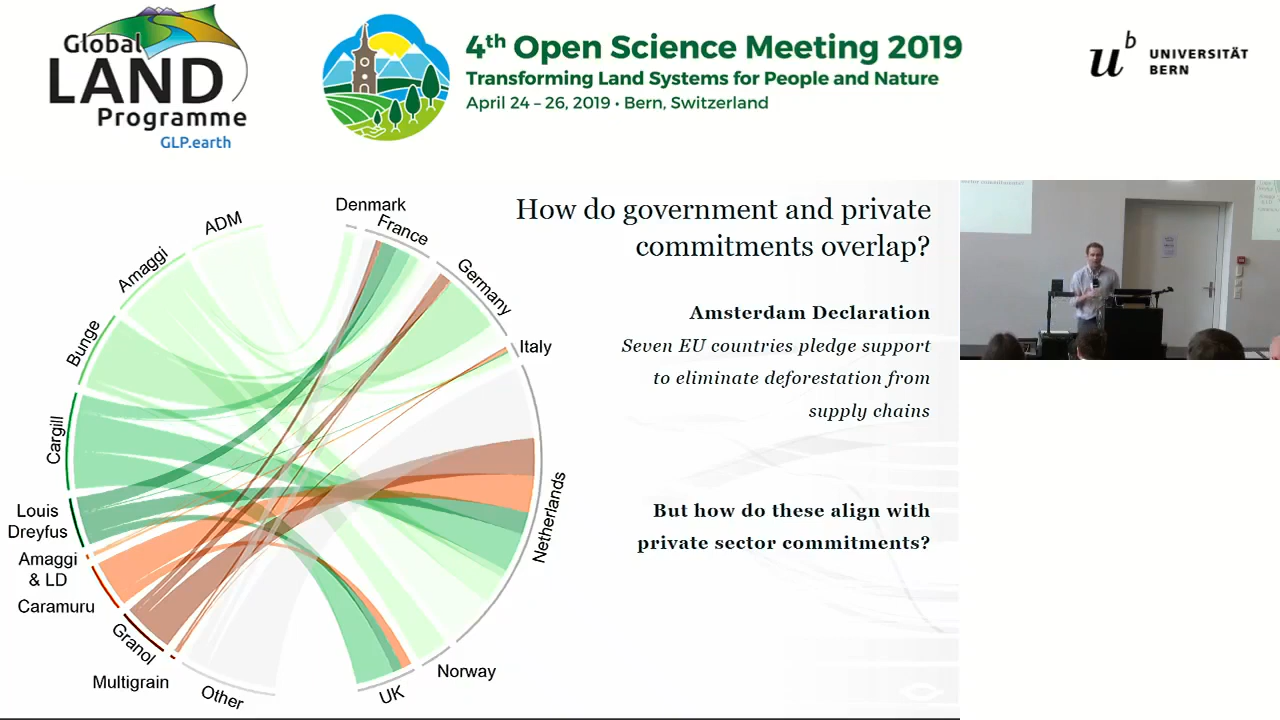 Global
LAND
Programme
GLP.earth
4th Open Science Meeting 2019
Transforming Land Systems for People and Nature
April 24 – 26, 2019 • Bern, Switzerland
u b
UNIVERSITÄT
BERN
How do government and private
commitments overlap?
Amsterdam Declaration
Seven EU countries pledge support
to eliminate deforestation from
supply chains
But how do these align with
private sector commitments?
Denmark
France
Germany
Italy
Netherlands
Norway
UK
Other
Multigrain
Granol
Caramuru
Amaggi
& LD
Louis
Dreyfus
Cargill
Bunge
Amaggi
ADM